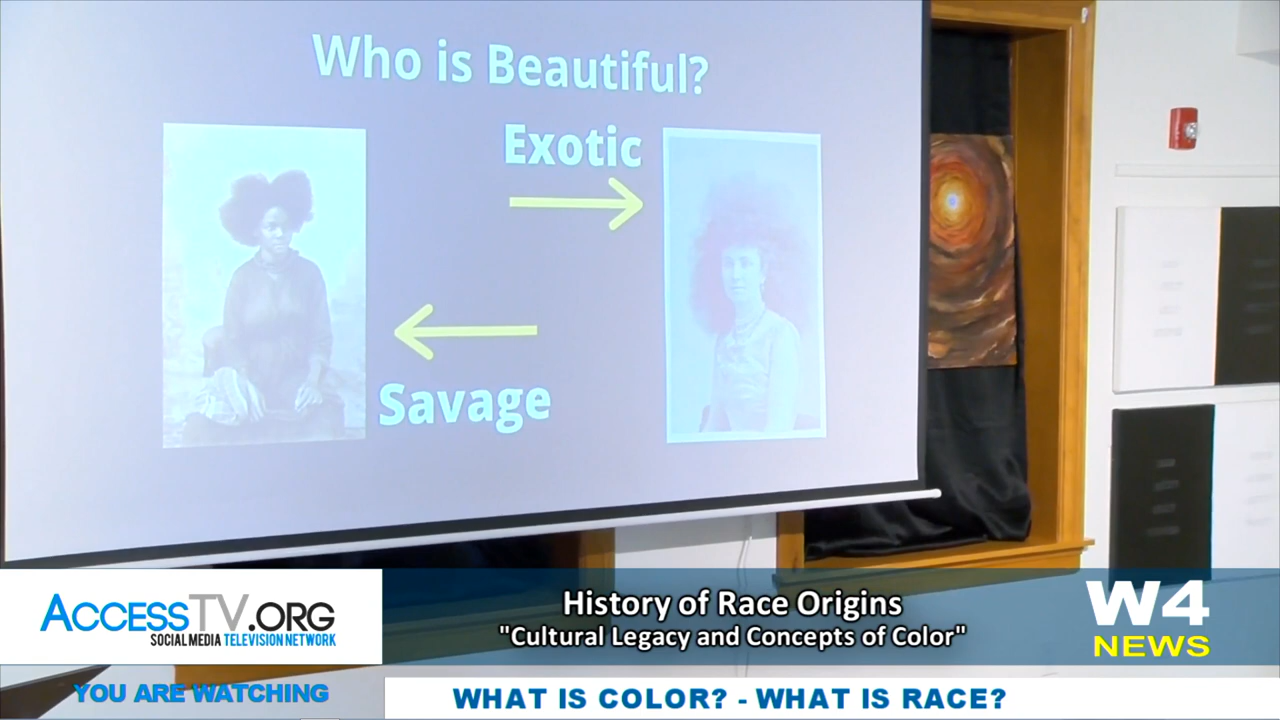 Who is Beautiful?
Exotic
Savage
ACCESSTV.ORG
SOCIAL MEDIA TELEVISION NETWORK
History of Race Origins
"Cultural Legacy and Concepts of Color"
W4
NEWS
YOU ARE WATCHING
WHAT IS COLOR? - WHAT IS RACE?